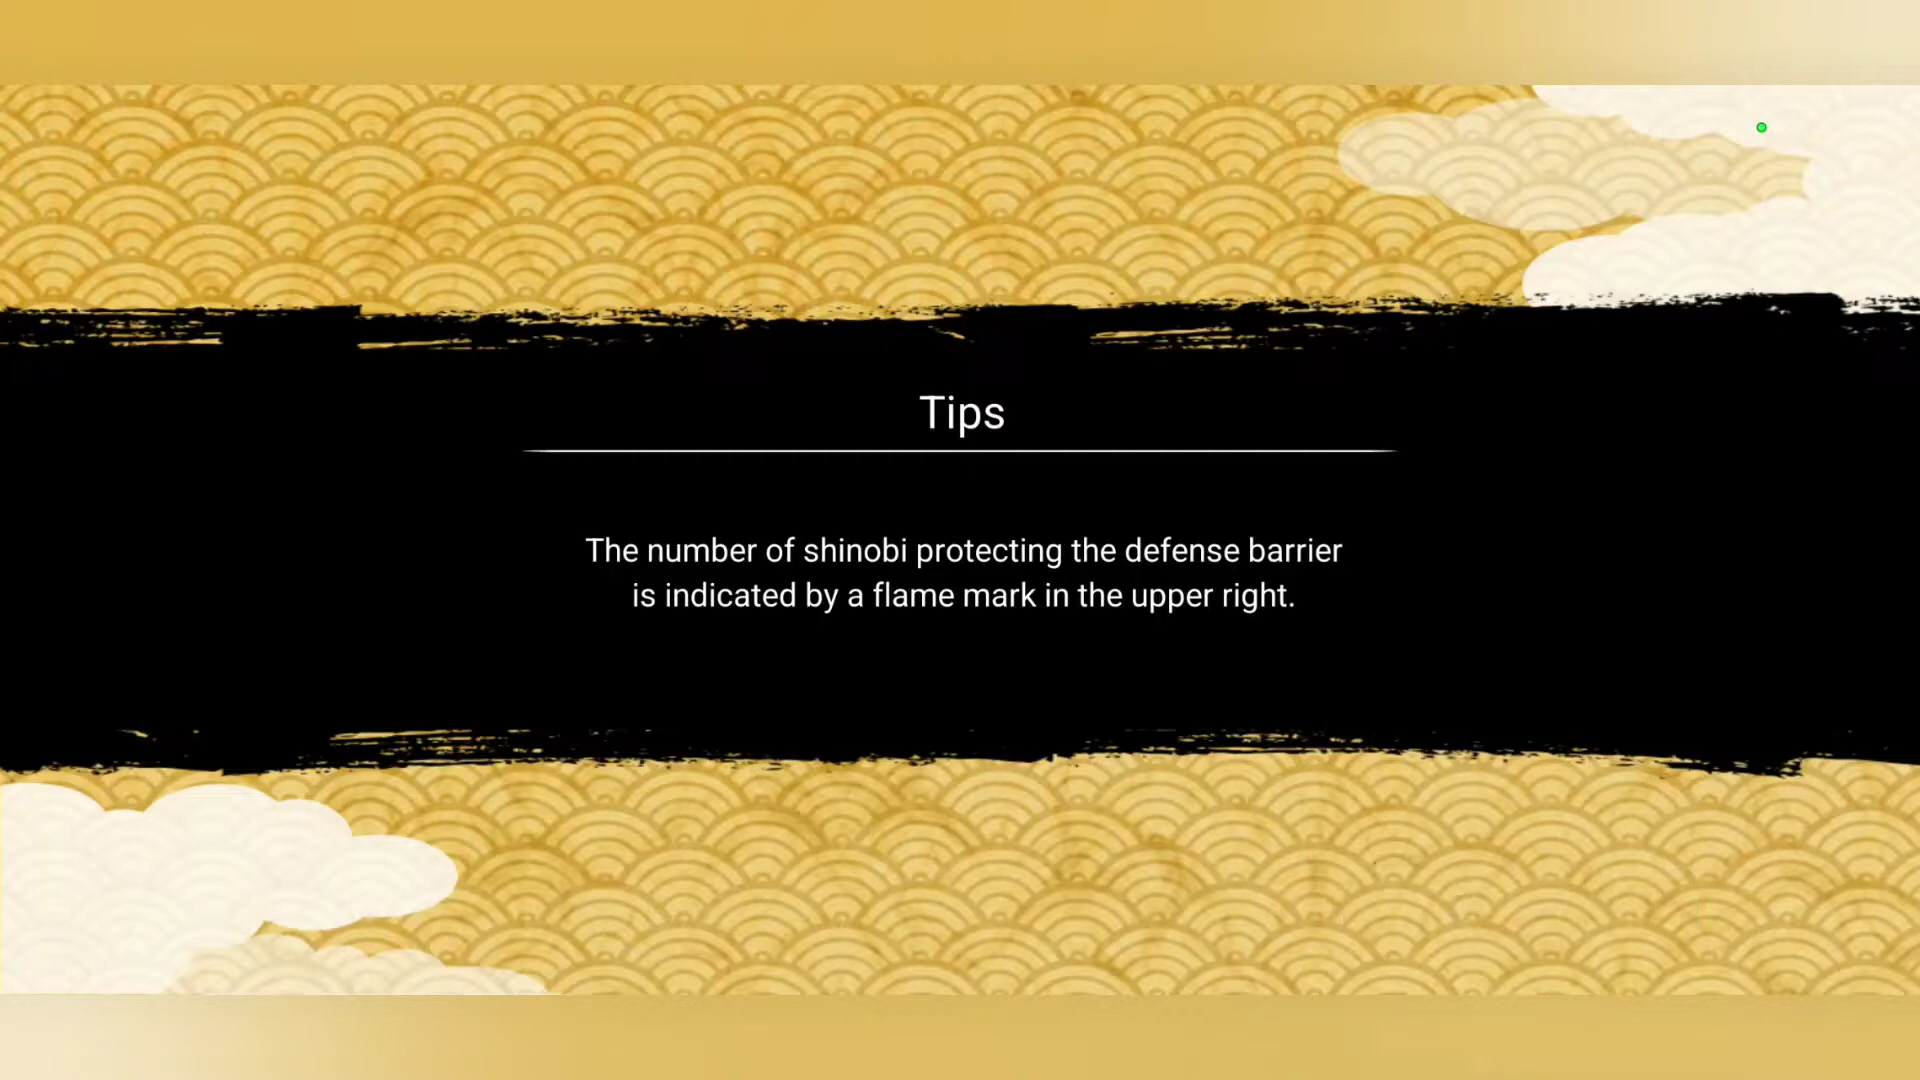 Tips
The number of shinobi protecting the defense barrier
is indicated by a flame mark in the upper right.